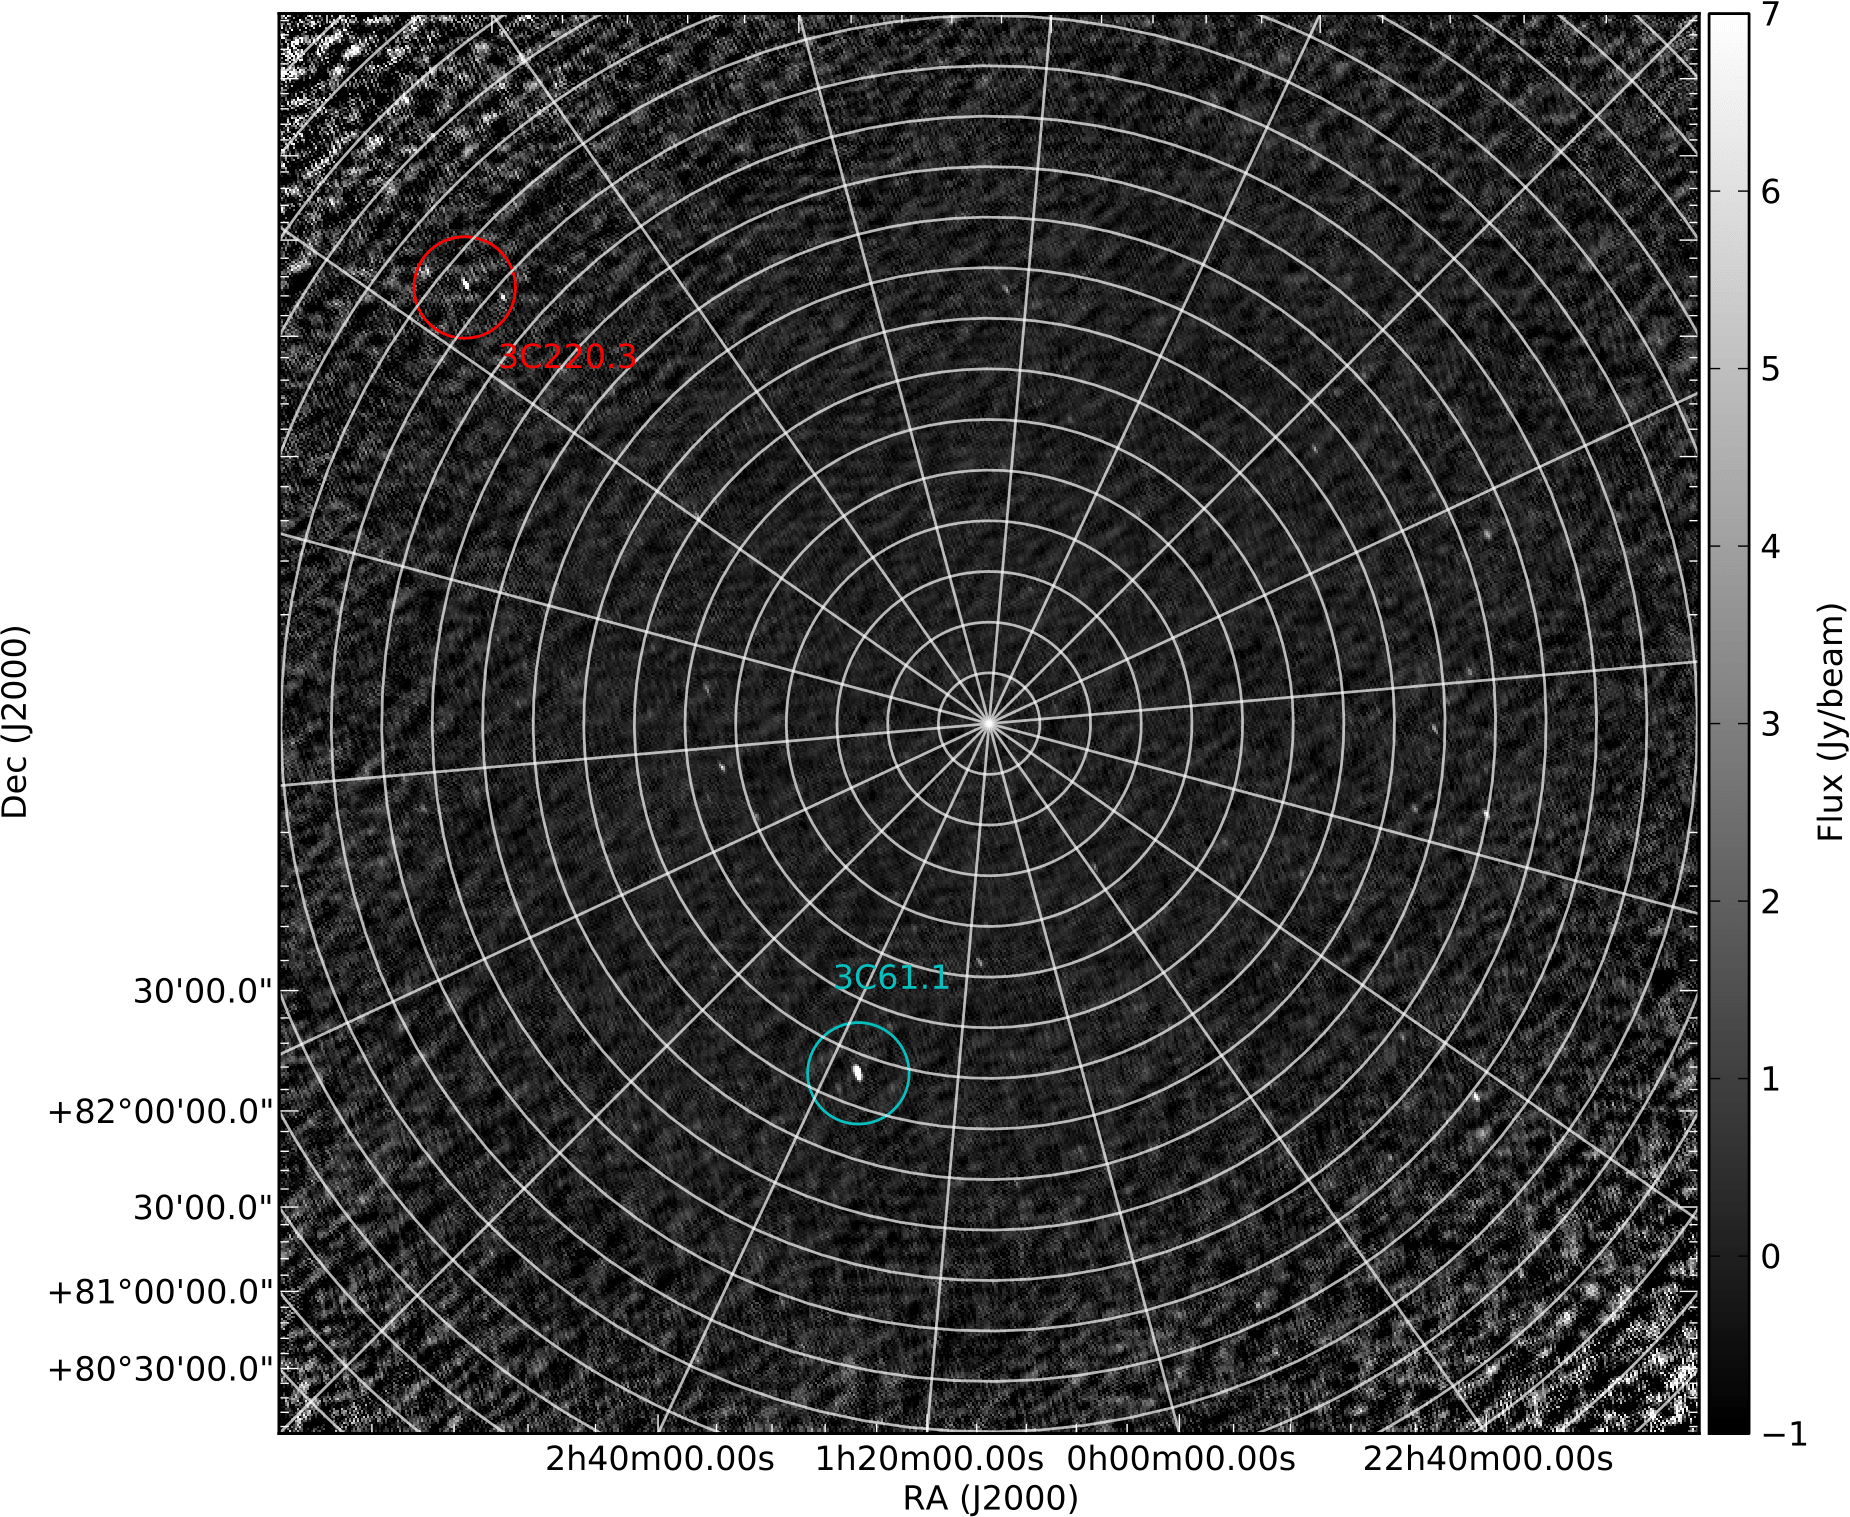 7
6
5
4
3
2
1
0
−1
Flux (Jy/beam)
3C220.3
3C61.1
Dec (J2000)
30'00.0"
+82°00'00.0"
30'00.0"
+81°00'00.0"
+80°30'00.0"
2h40m00.00s 1h20m00.00s 0h00m00.00s 22h40m00.00s
RA (J2000)